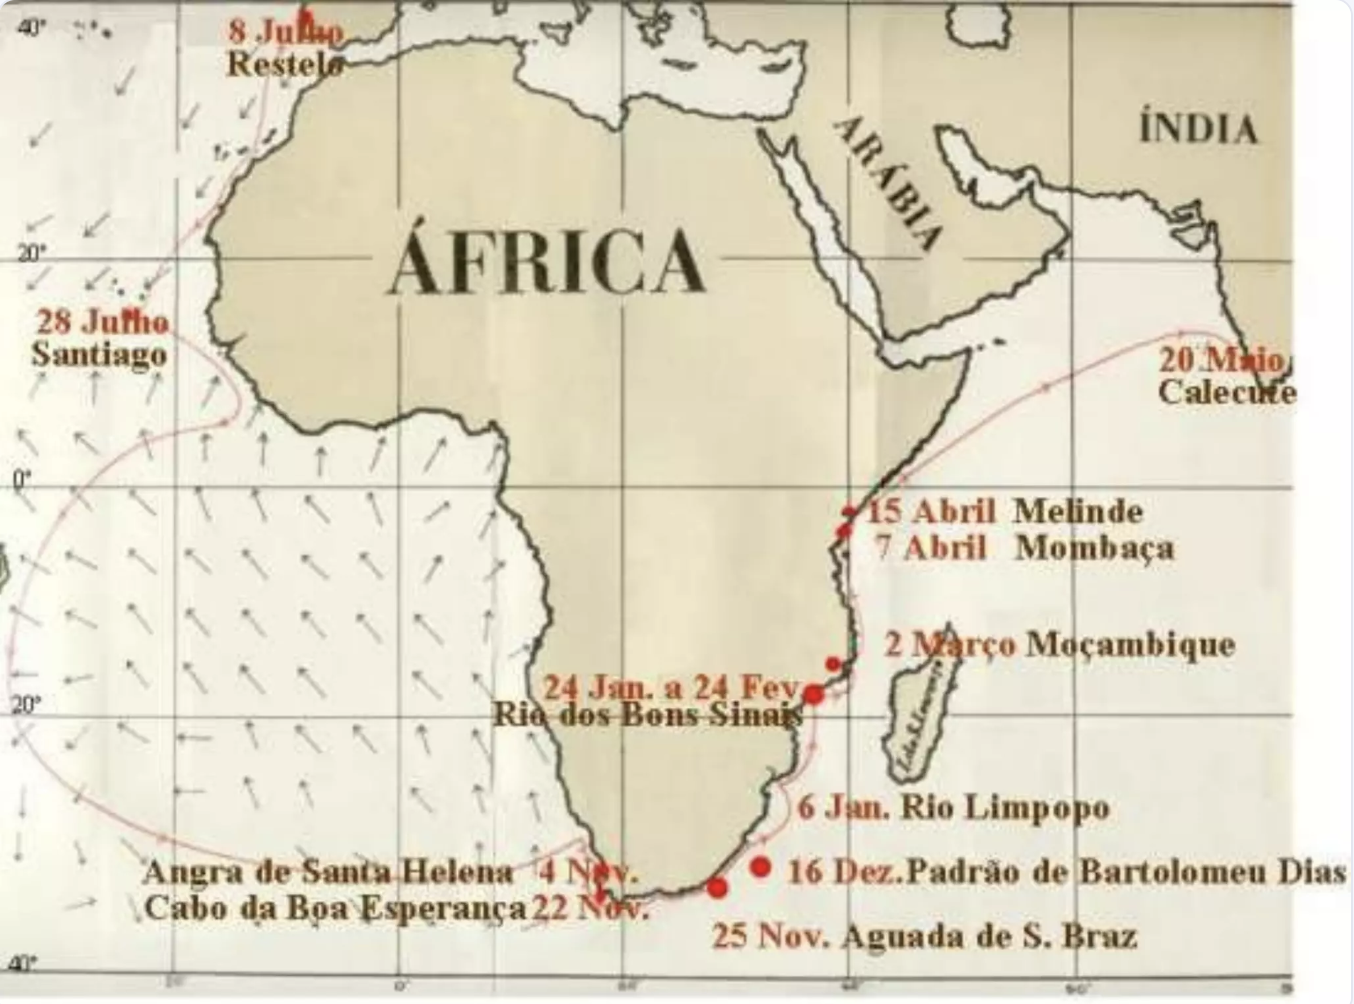 40°
8 Julho
Restelo
ÍNDIA
ARÁBIA
ÁFRICA
20°
28 Julho
Santiago
20 Maio
Calecute
0°
15 Abril Melinde
7 Abril Mombaça
2 Março Moçambique
24 Jan. a 24 Fev.
Rio dos Bons Sinais
20°
6 Jan. Rio Limpopo
Angra de Santa Helena 4 Nov.
16 Dez.Padrão de Bartolomeu Dias
Cabo da Boa Esperança 22 Nov.
25 Nov. Aguada de S. Braz
40°
20° 0°